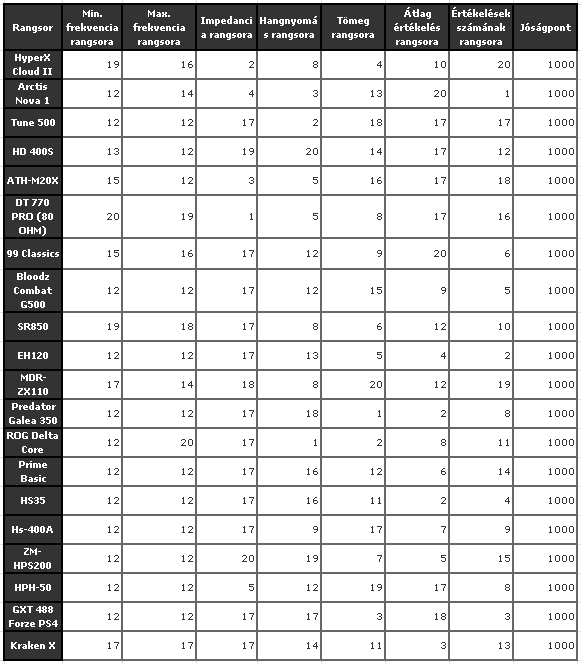 Rangsor | Min. frekvencia rangsora | Max. frekvencia rangsora | Impedancia rangsora | Hangnyomás rangsora | Tömeg rangsora | Átlag értékelés rangsora | Értékelések számának rangsora | Jóságpont
HyperX Cloud II | 19 | 16 | 2 | 8 | 4 | 10 | 20 | 1000
Arctis Nova 1 | 12 | 14 | 4 | 3 | 13 | 20 | 1 | 1000
Tune 500 | 12 | 12 | 17 | 2 | 18 | 17 | 17 | 1000
HD 400S | 13 | 12 | 19 | 20 | 14 | 17 | 12 | 1000
ATH-M20X | 15 | 12 | 3 | 5 | 16 | 17 | 18 | 1000
DT 770 PRO (80 OHM) | 20 | 19 | 1 | 5 | 8 | 17 | 16 | 1000
99 Classics | 15 | 16 | 17 | 12 | 9 | 20 | 6 | 1000
Bloodz Combat G500 | 12 | 12 | 17 | 12 | 15 | 9 | 5 | 1000
SR850 | 19 | 18 | 17 | 8 | 6 | 12 | 10 | 1000
EH120 | 12 | 12 | 17 | 13 | 5 | 4 | 2 | 1000
MDR-ZX110 | 17 | 14 | 18 | 8 | 20 | 12 | 19 | 1000
Predator Galea 350 | 12 | 12 | 17 | 18 | 1 | 2 | 8 | 1000
ROG Delta Core | 12 | 20 | 17 | 1 | 2 | 8 | 11 | 1000
Prime Basic | 12 | 12 | 17 | 16 | 12 | 6 | 14 | 1000
HS35 | 12 | 12 | 17 | 16 | 11 | 2 | 4 | 1000
Hs-400A | 12 | 12 | 17 | 9 | 17 | 7 | 9 | 1000
ZM-HPS200 | 12 | 12 | 20 | 19 | 7 | 5 | 15 | 1000
HPH-50 | 12 | 12 | 5 | 12 | 19 | 17 | 8 | 1000
GXT 488 Forze PS4 | 12 | 12 | 17 | 17 | 3 | 18 | 3 | 1000
Kraken X | 17 | 17 | 17 | 14 | 11 | 3 | 13 | 1000